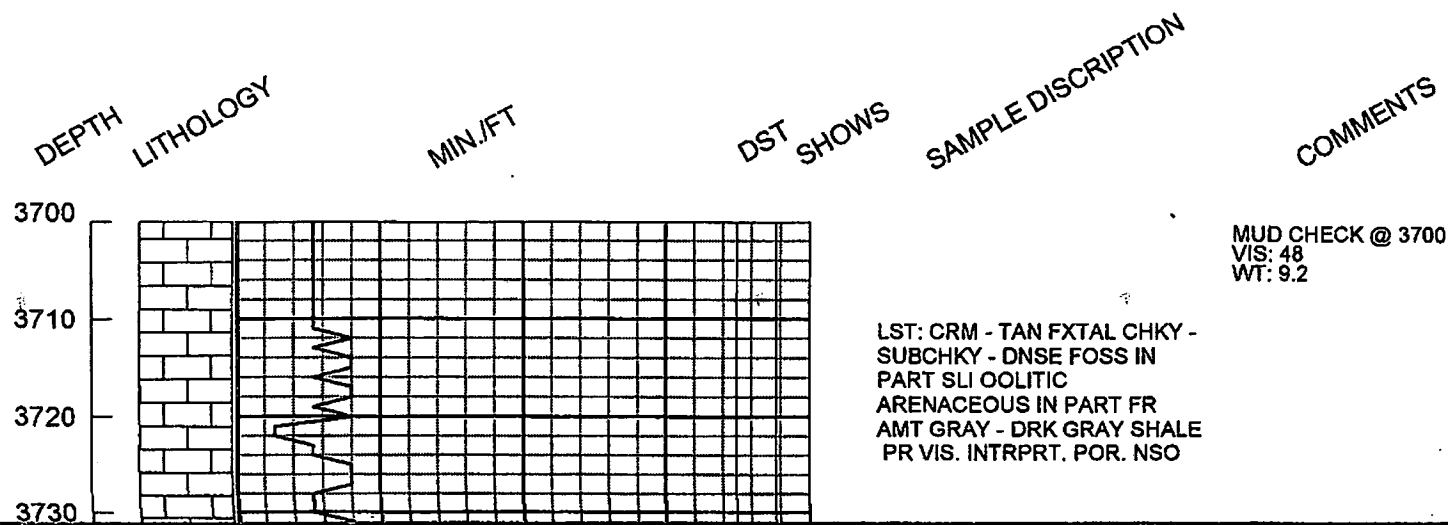 DEPTH
LITHOLOGY
MIN./FT
DST
SHOWS
SAMPLE DISCRIPTION
COMMENTS
3700
MUD CHECK @ 3700
VIS: 48
WT: 9.2
3710
LST: CRM - TAN FXTAL CHKY -
SUBCHKY - DNSE FOSS IN
PART SLI OOLITIC
ARENACEOUS IN PART FR
AMT GRAY - DRK GRAY SHALE
PR VIS. INTRPRT. POR. NSO
3720
3730